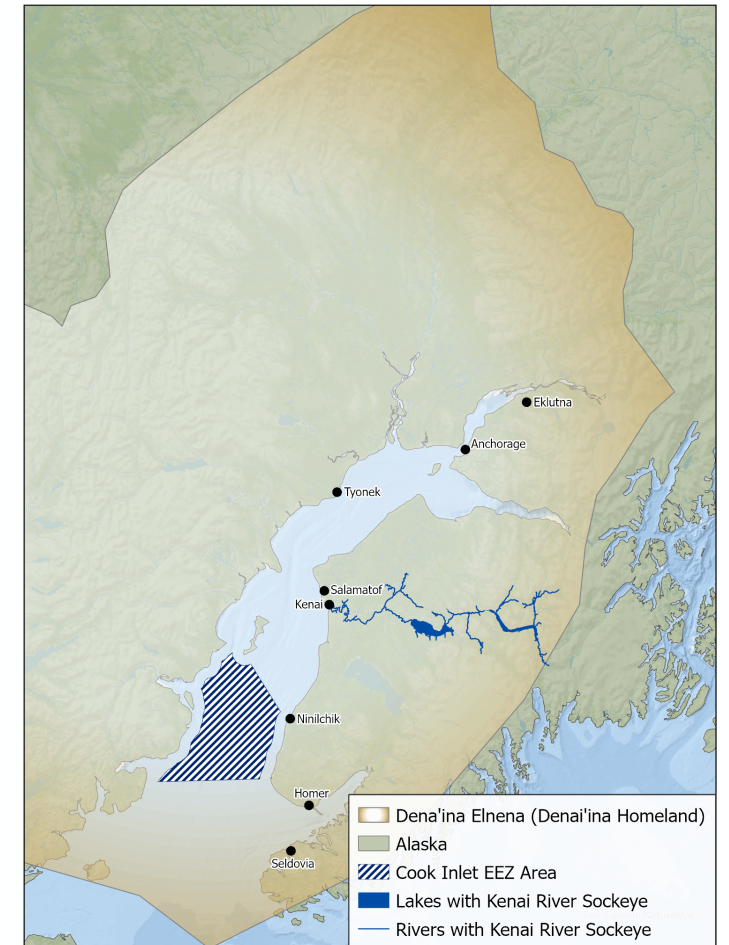 Eklutna
Anchorage
Tyonek
Salamatof
Kenai
Ninilchik
Homer
Seldovia
Dena'ina Elnena (Denai'ina Homeland)
Alaska
Cook Inlet EEZ Area
Lakes with Kenai River Sockeye
Rivers with Kenai River Sockeye